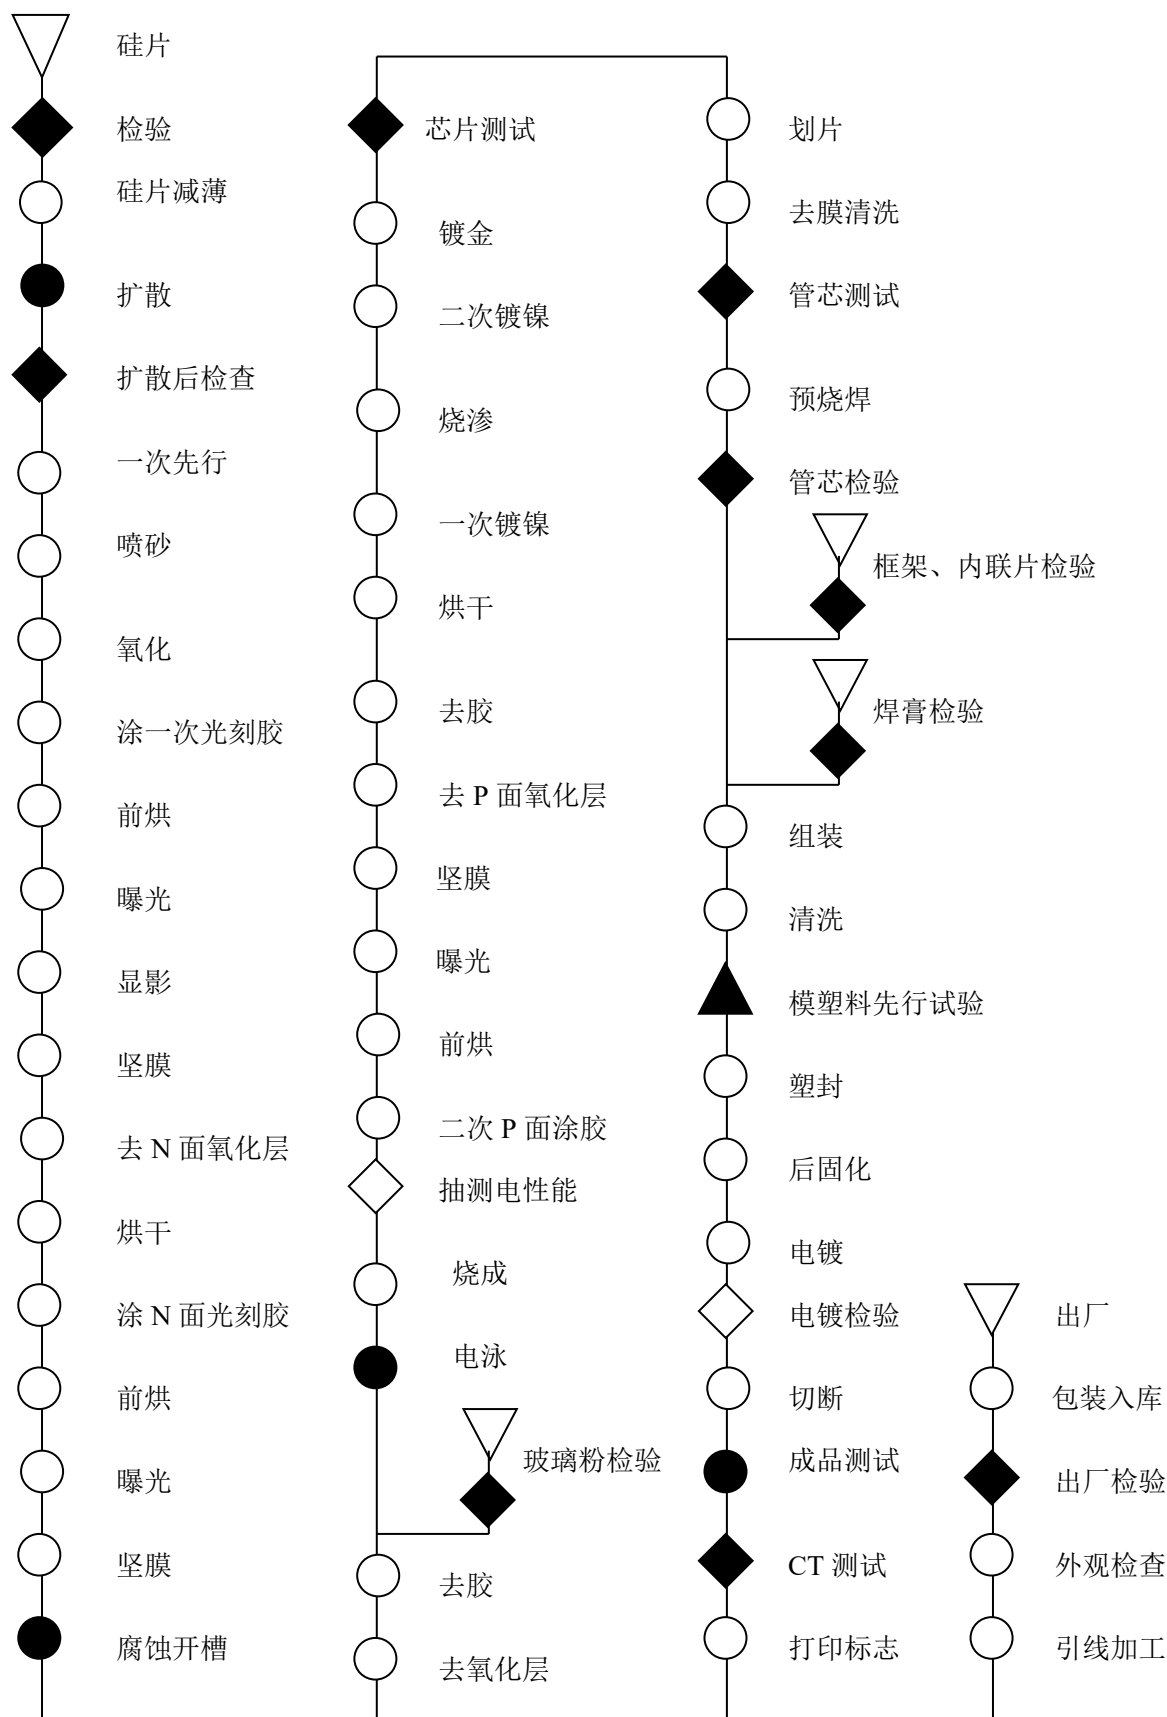 硅片
检验
硅片减薄
扩散
扩散后检查
一次先行
喷砂
氧化
涂一次光刻胶
前烘
曝光
显影
坚膜
去 N 面氧化层
烘干
涂 N 面光刻胶
前烘
曝光
坚膜
腐蚀开槽
芯片测试
镀金
二次镀镍
烧渗
一次镀镍
烘干
去胶
去 P 面氧化层
坚膜
曝光
前烘
二次 P 面涂胶
抽测电性能
烧成
电泳
玻璃粉检验
去胶
去氧化层
划片
去膜清洗
管芯测试
预烧焊
管芯检验
框架、内联片检验
焊膏检验
组装
清洗
模塑料先行试验
塑封
后固化
电镀
电镀检验
切断
成品测试
CT 测试
打印标志
出厂
包装入库
出厂检验
外观检查
引线加工